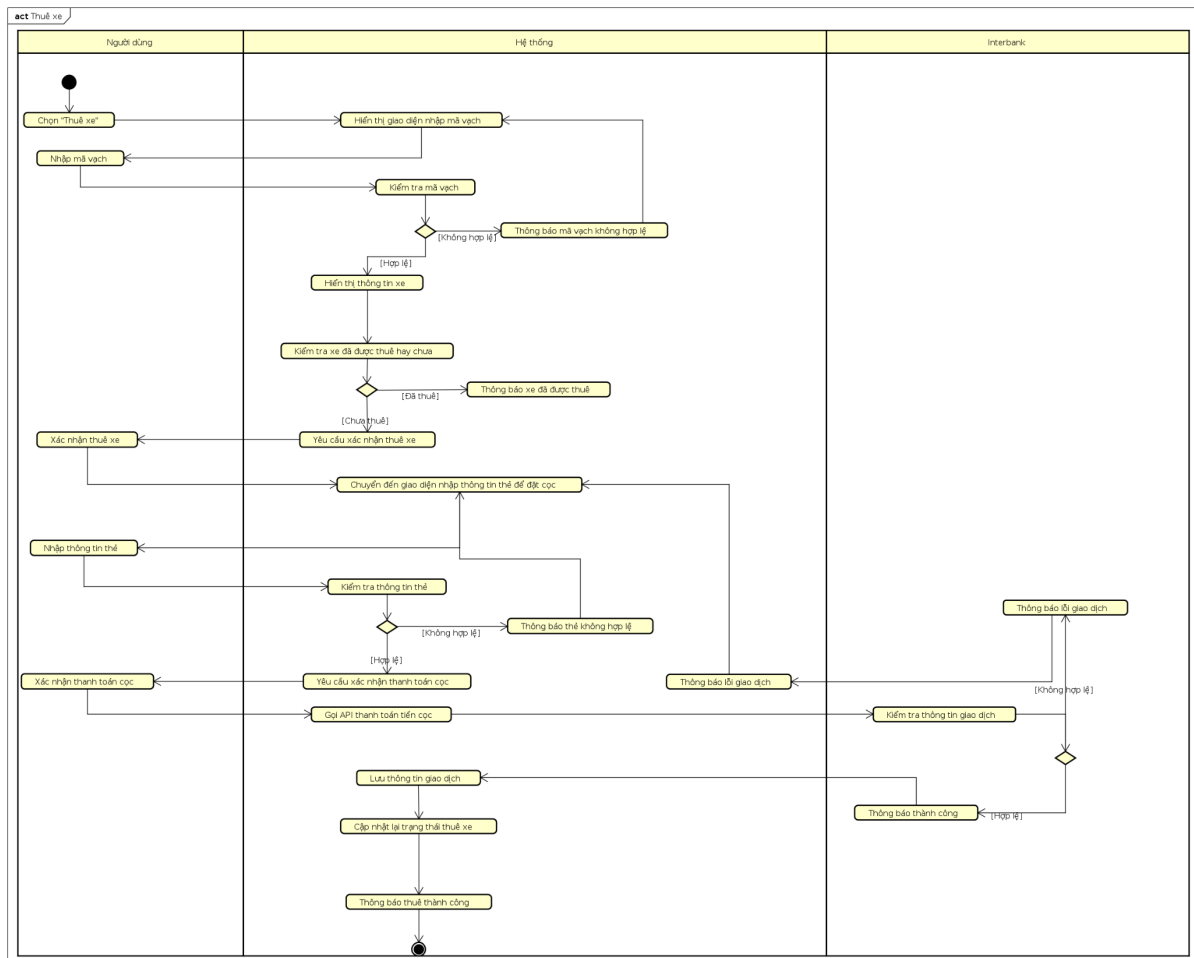 act Thuê xe
Người dùng
Hệ thống
Interbank
Chọn "Thuê xe"
Hiển thị giao diện nhập mã vạch
Nhập mã vạch
Kiểm tra mã vạch
[Không hợp lệ]
Thông báo mã vạch không hợp lệ
[Hợp lệ]
Hiển thị thông tin xe
Kiểm tra xe đã được thuê hay chưa
[Đã thuê]
Thông báo xe đã được thuê
[Chưa thuê]
Xác nhận thuê xe
Yêu cầu xác nhận thuê xe
Chuyển đến giao diện nhập thông tin thẻ để đặt cọc
Nhập thông tin thẻ
Kiểm tra thông tin thẻ
Thông báo lỗi giao dịch
[Không hợp lệ]
Thông báo thẻ không hợp lệ
[Hợp lệ]
Xác nhận thanh toán cọc
Yêu cầu xác nhận thanh toán cọc
Thông báo lỗi giao dịch
[Không hợp lệ]
Gọi API thanh toán tiền cọc
Kiểm tra thông tin giao dịch
Lưu thông tin giao dịch
Thông báo thành công
[Hợp lệ]
Cập nhật lại trạng thái thuê xe
Thông báo thuê thành công